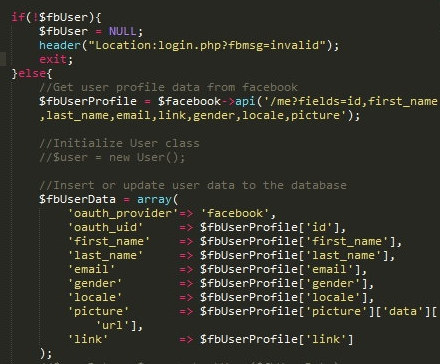 if(!$fbUser){
$fbUser = NULL;
header("Location:login.php?fbmsg=invalid");
exit;
}else{
//Get user profile data from facebook
$fbUserProfile = $facebook->api('/me?fields=id,first_name
,last_name,email,link,gender,locale,picture');
//Initialize User class
//$user = new User();
//Insert or update user data to the database
$fbUserData = array(
'oauth_provider'=> 'facebook',
'oauth_uid' => $fbUserProfile['id'],
'first_name' => $fbUserProfile['first_name'],
'last_name' => $fbUserProfile['last_name'],
'email' => $fbUserProfile['email'],
'gender' => $fbUserProfile['gender'],
'locale' => $fbUserProfile['locale'],
'picture' => $fbUserProfile['picture']['data']['
url'],
'link' => $fbUserProfile['link']
);